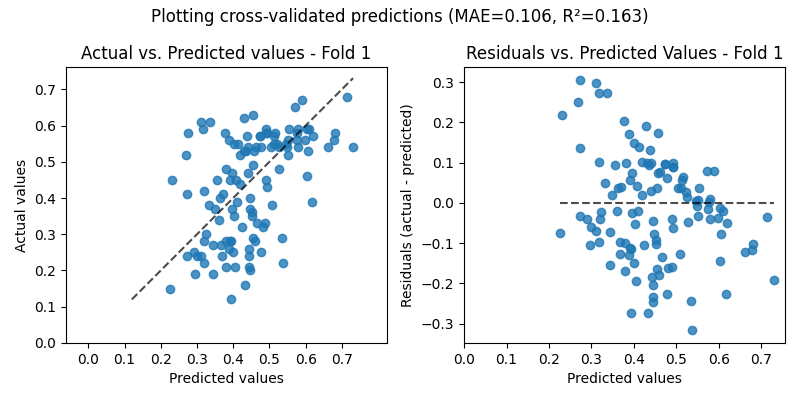 Plotting cross-validated predictions (MAE=0.106, R²=0.163)
Actual vs. Predicted values - Fold 1
Actual values
0.7
0.6
0.5
0.4
0.3
0.2
0.1
0.0
0.0 0.1 0.2 0.3 0.4 0.5 0.6 0.7
Predicted values
Residuals vs. Predicted Values - Fold 1
Residuals (actual - predicted)
0.3
0.2
0.1
0.0
−0.1
−0.2
−0.3
0.0 0.1 0.2 0.3 0.4 0.5 0.6 0.7
Predicted values